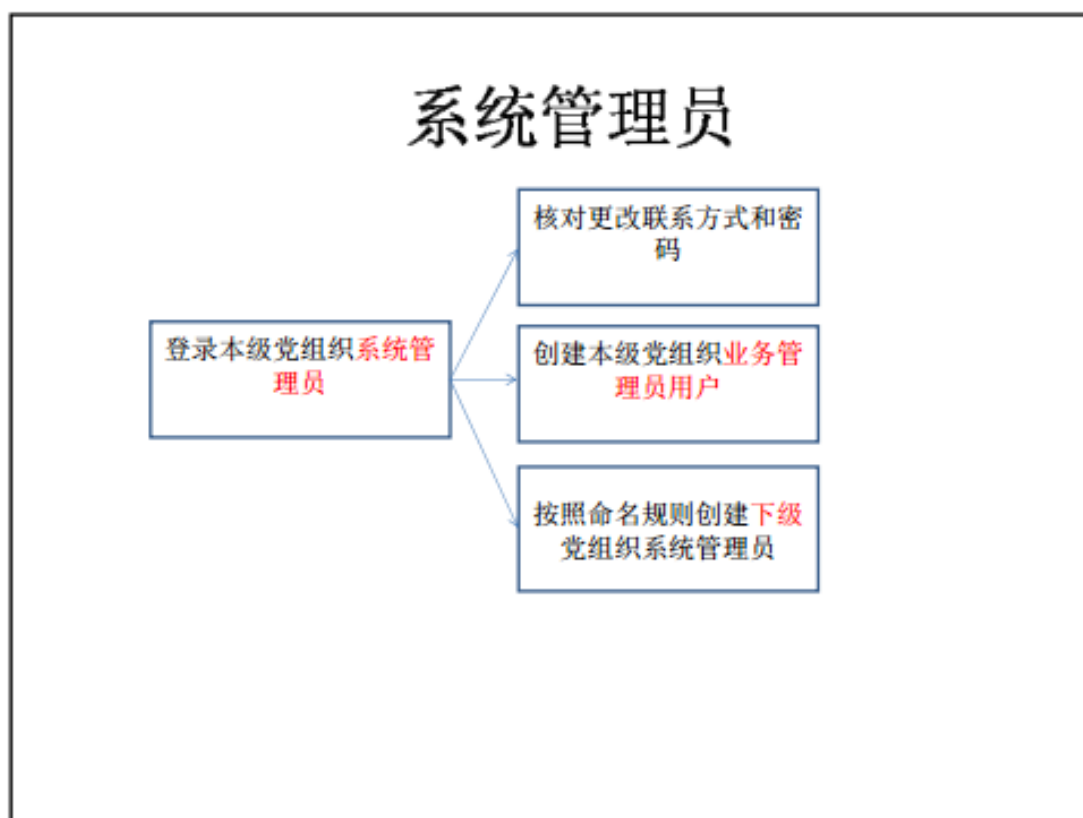 系统管理员
登录本级党组织系统管
理员
核对更改联系方式和密
码
创建本级党组织业务管
理员用户
按照命名规则创建下级
党组织系统管理员